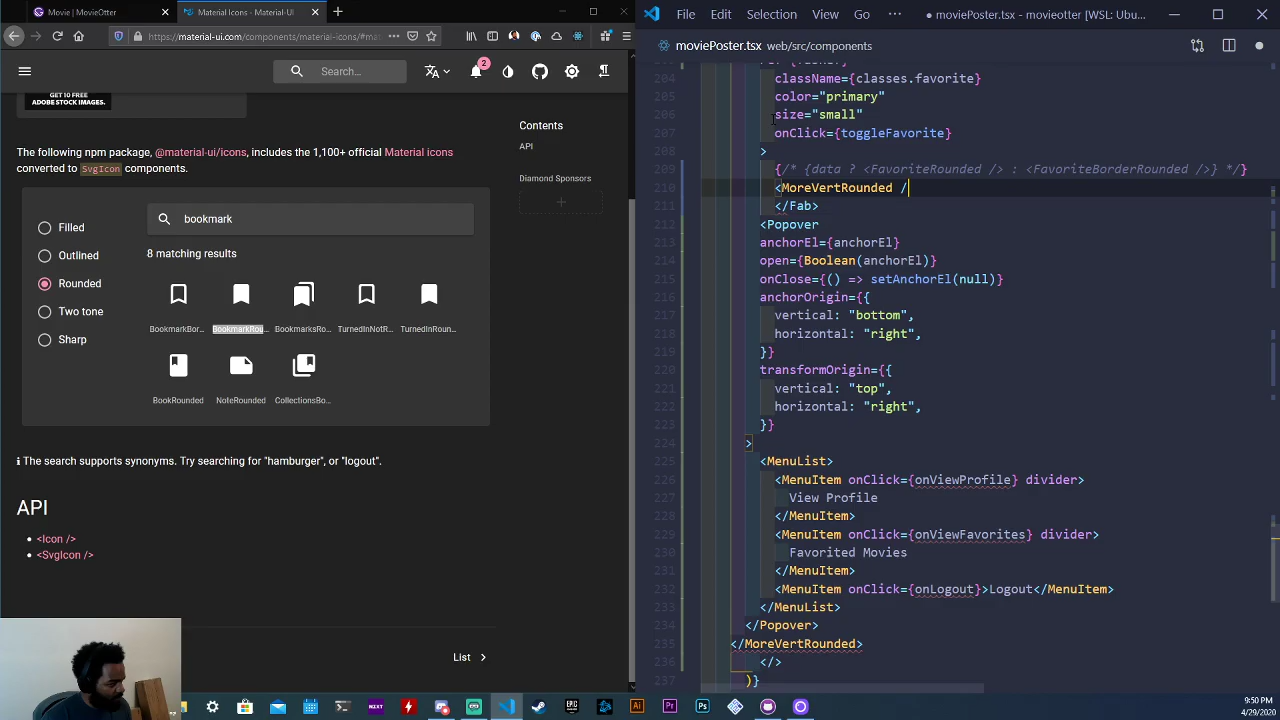 Movie | MovieOtter
Material Icons - Material-UI
https://material-ui.com/components/material-icons/#mat
Search...
2
GET 10 FREE
ADOBE STOCK IMAGES.
The following npm package, @material-ui/icons, includes the 1,100+ official Material icons
converted to SvgIcon components.
Filled
Outlined
Rounded
Two tone
Sharp
bookmark
8 matching results
BookmarkBor...
BookmarkRou...
BookmarksRo...
TurnedInNotR...
TurnedInRoun...
BookRounded
NoteRounded
CollectionsBo...
The search supports synonyms. Try searching for "hamburger", or "logout".
API
<Icon />
<SvgIcon />
List
Contents
API
Diamond Sponsors
File Edit Selection View Go ··· ● moviePoster.tsx - movieotter [WSL: Ubu...
moviePoster.tsx web/src/components
204 className={classes.favorite}
205 color="primary"
206 size="small"
207 onClick={toggleFavorite}
208 >
209 {/* {data ? <FavoriteRounded /> : <FavoriteBorderRounded />} */}
210 <MoreVertRounded /
211 </Fab>
212 <Popover
213 anchorEl={anchorEl}
214 open={Boolean(anchorEl)}
215 onClose={() => setAnchorEl(null)}
216 anchorOrigin={{
217 vertical: "bottom",
218 horizontal: "right",
219 }}
220 transformOrigin={{
221 vertical: "top",
222 horizontal: "right",
223 }}
224 >
225 <MenuList>
226 <MenuItem onClick={onViewProfile} divider>
227 View Profile
228 </MenuItem>
229 <MenuItem onClick={onViewFavorites} divider>
230 Favorited Movies
231 </MenuItem>
232 <MenuItem onClick={onLogout}>Logout</MenuItem>
233 </MenuList>
234 </Popover>
235 </MoreVertRounded>
236 </>
237 )}
9:50 PM
4/29/2020